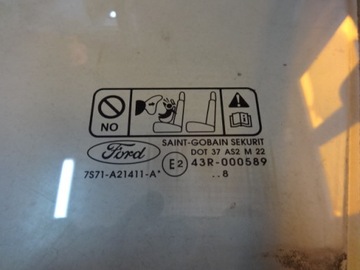 NO
Ford
SAINT-GOBAIN SEKURIT
DOT 37 AS2 M 22
E2 43R-000589
7S71-A21411-A*
..8